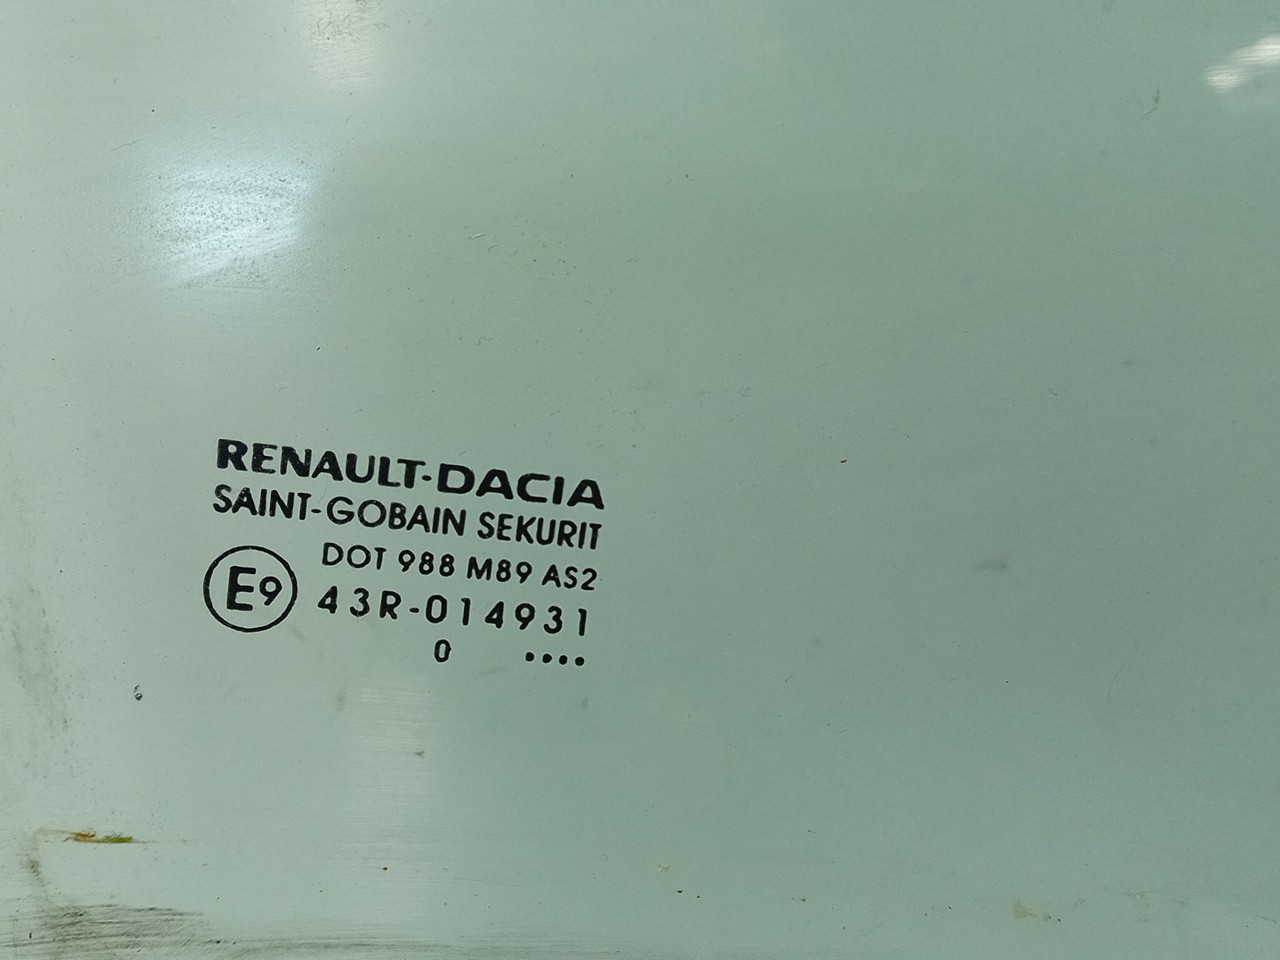 RENAULT-DACIA
SAINT-GOBAIN SEKURIT
DOT 988 M89 AS2
E9 43R-014931
0 ....